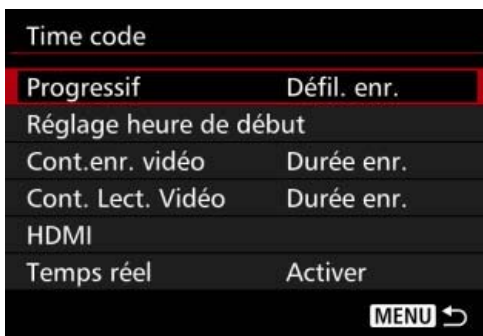 Time code
Progressif Défil. enr.
Réglage heure de début
Cont.enr. vidéo Durée enr.
Cont. Lect. Vidéo Durée enr.
HDMI
Temps réel Activer
MENU